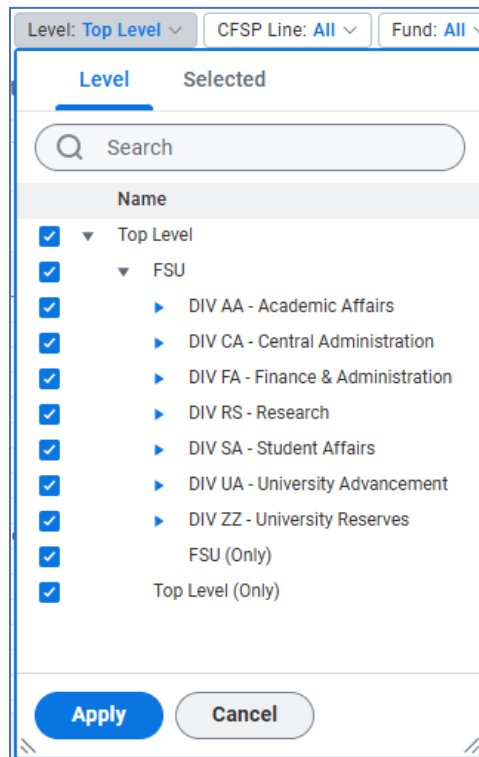 Level: Top Level CFSP Line: All Fund: All
Level Selected
Search
Name
Top Level
FSU
DIV AA - Academic Affairs
DIV CA - Central Administration
DIV FA - Finance & Administration
DIV RS - Research
DIV SA - Student Affairs
DIV UA - University Advancement
DIV ZZ - University Reserves
FSU (Only)
Top Level (Only)
Apply Cancel